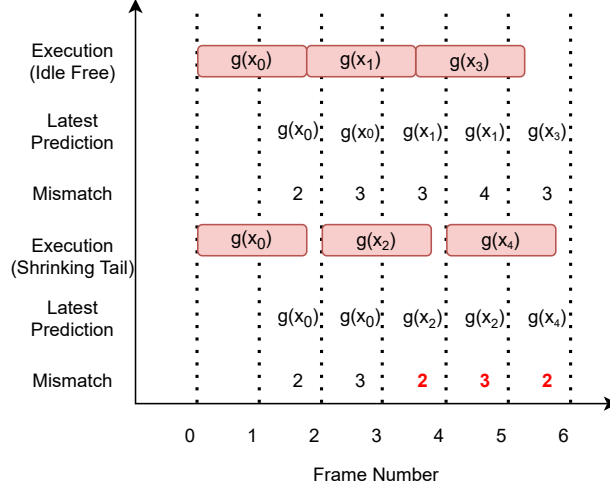 Execution
(Idle Free)
g(x₀) g(x₁) g(x₃)
Latest
Prediction
g(x₀) g(x₀) g(x₁) g(x₁) g(x₃)
Mismatch 2 3 3 4 3
Execution
(Shrinking Tail)
g(x₀) g(x₂) g(x₄)
Latest
Prediction
g(x₀) g(x₀) g(x₂) g(x₂) g(x₄)
Mismatch 2 3 2 3 2
0 1 2 3 4 5 6
Frame Number